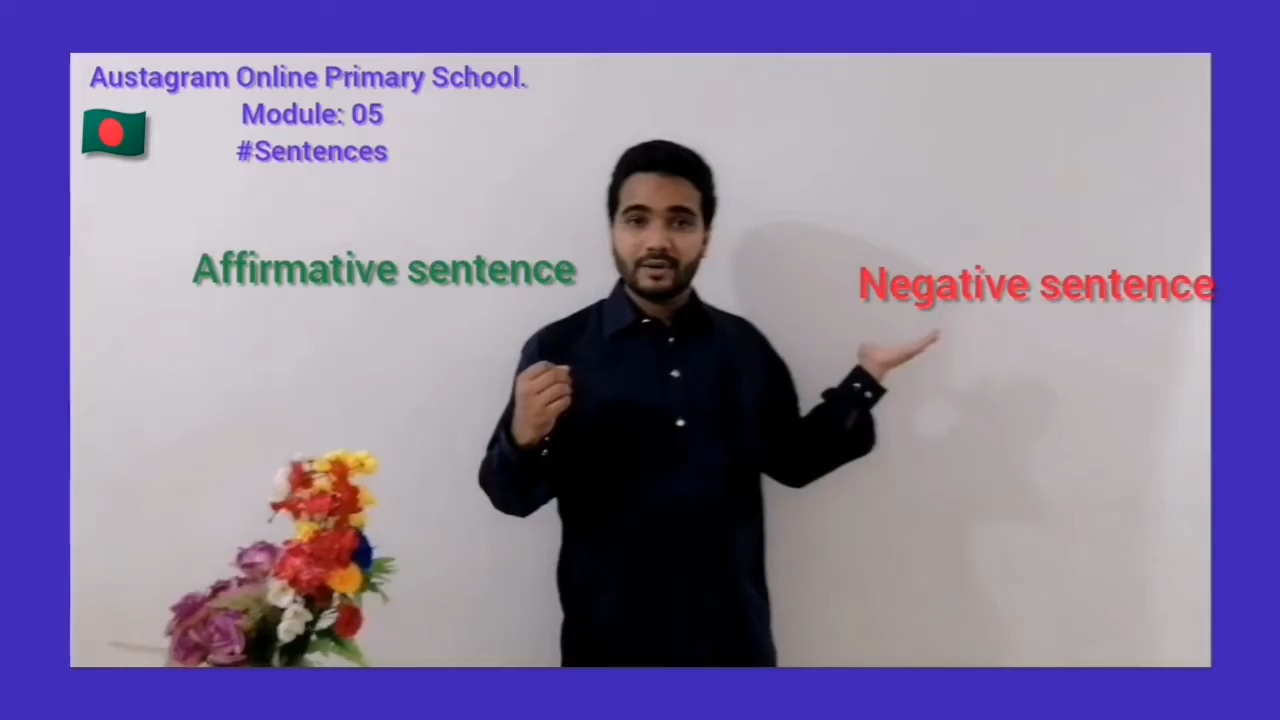 Austagram Online Primary School.
Module: 05
#Sentences
Affirmative sentence
Negative sentence